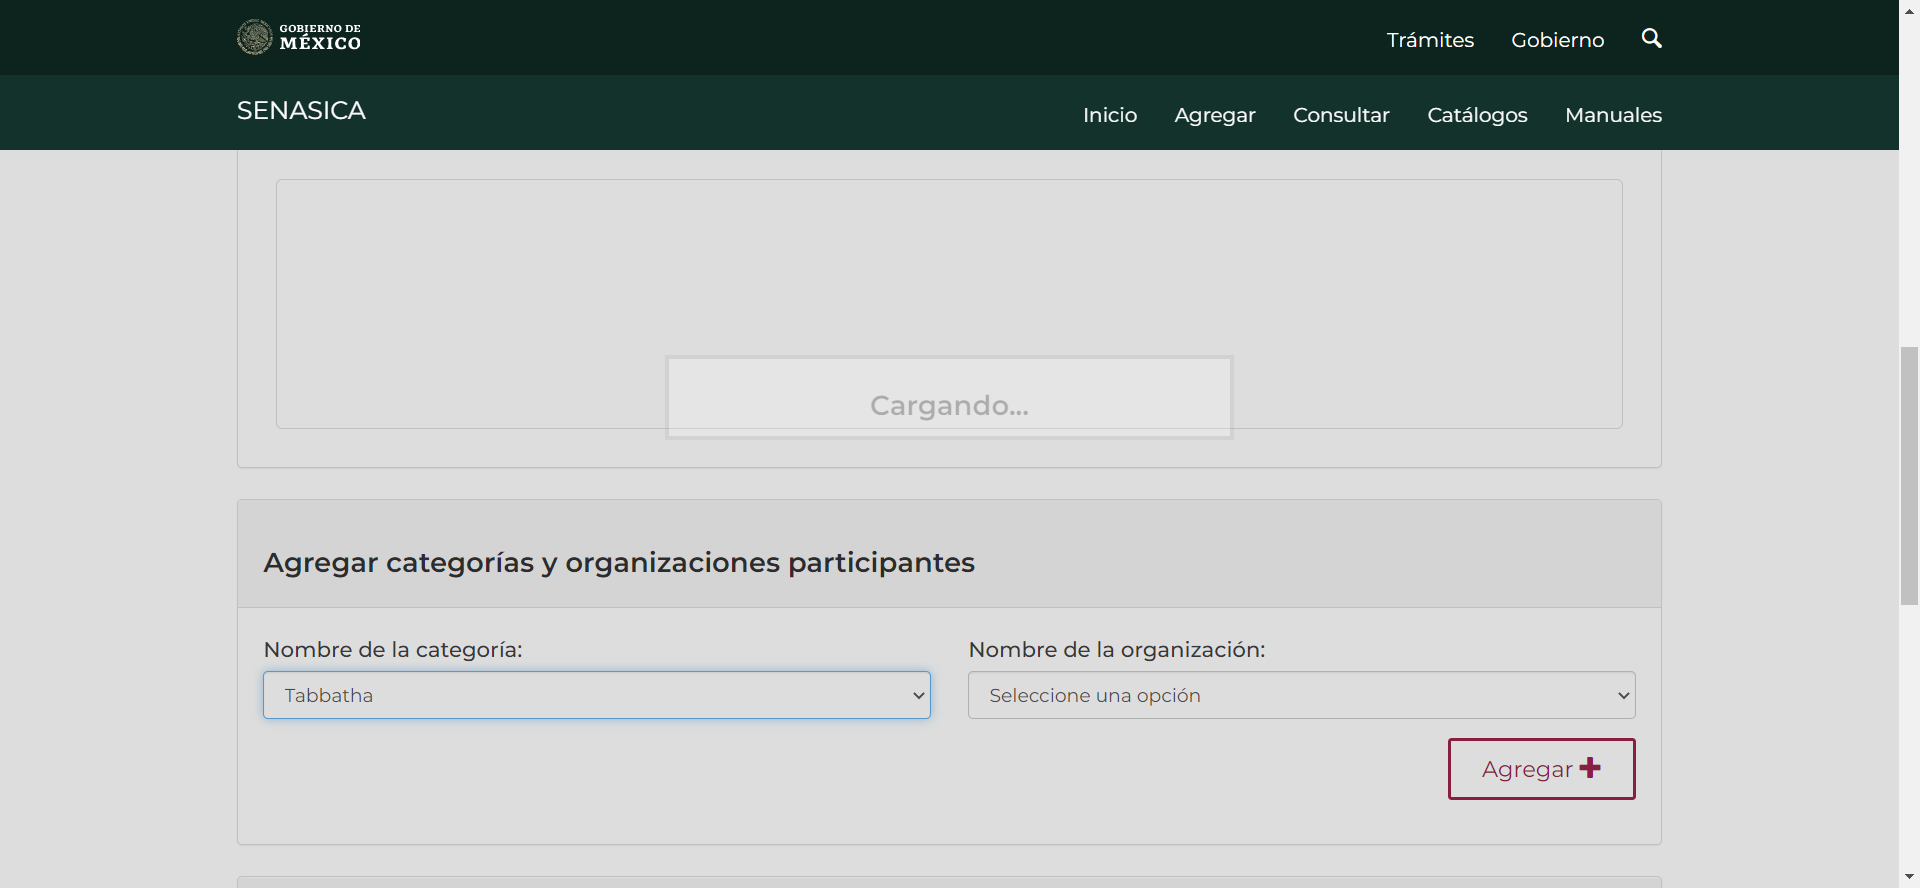 GOBIERNO DE
MÉXICO
Trámites
Gobierno
SENASICA
Inicio
Agregar
Consultar
Catálogos
Manuales
Cargando...
Agregar categorías y organizaciones participantes
Nombre de la categoría:
Nombre de la organización:
Tabbatha
Seleccione una opción
Agregar